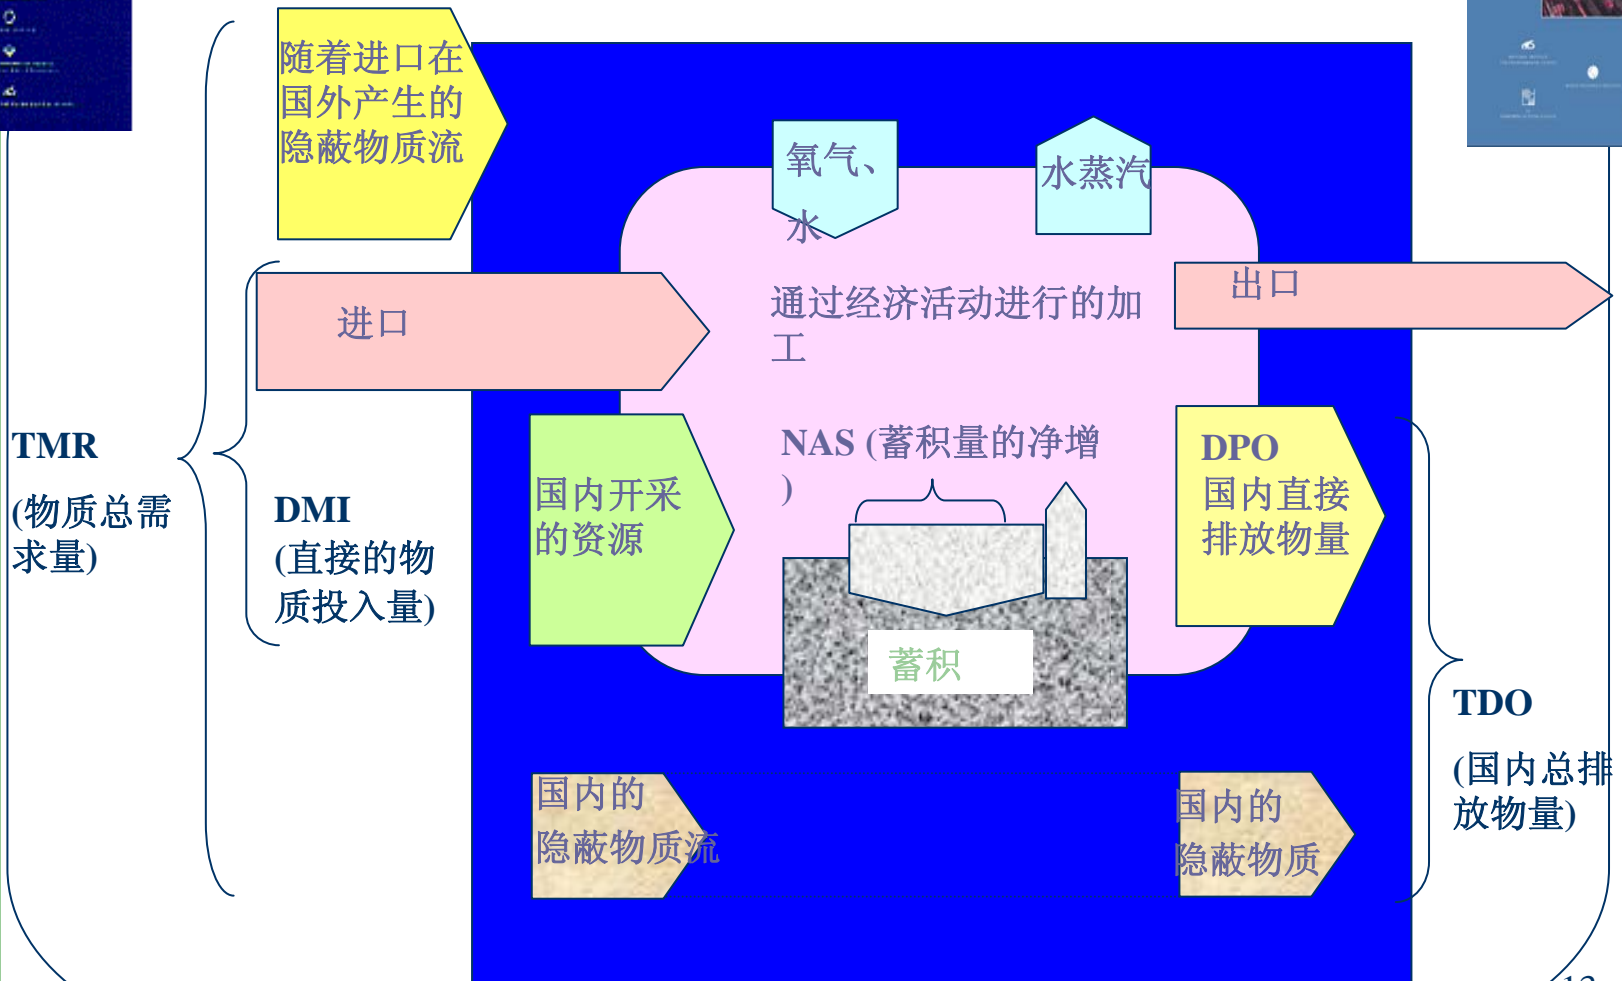 随着进口在
国外产生的
隐蔽物质流
氧气、
水
水蒸汽
进口
通过经济活动进行的加
工
出口
TMR
(物质总需
求量)
DMI
(直接的物
质投入量)
国内开采
的资源
NAS (蓄积量的净增
)
蓄积
DPO
国内直接
排放物量
TDO
(国内总排
放物量)
国内的
隐蔽物质流
国内的
隐蔽物质